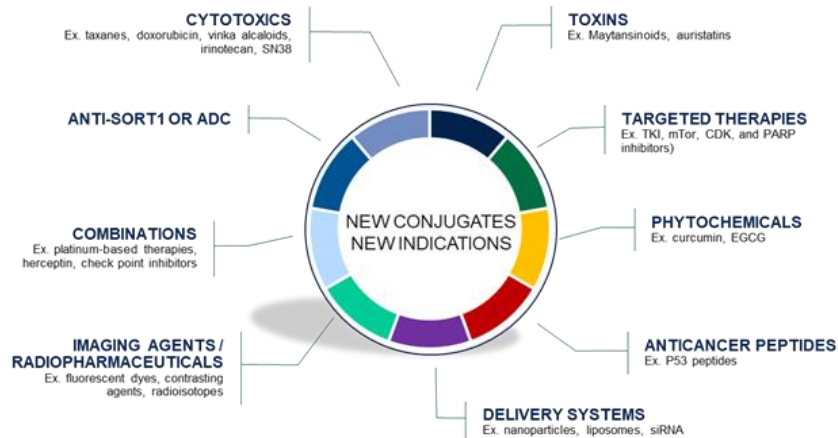 CYTOTOXICS
Ex. taxanes, doxorubicin, vinka alcaloids,
irinotecan, SN38
TOXINS
Ex. Maytansinoids, auristatins
ANTI-SORT1 OR ADC
TARGETED THERAPIES
Ex. TKI, mTor, CDK, and PARP
inhibitors)
NEW CONJUGATES
NEW INDICATIONS
COMBINATIONS
Ex. platinum-based therapies,
herceptin, check point inhibitors
PHYTOCHEMICALS
Ex. curcumin, EGCG
IMAGING AGENTS /
RADIOPHARMACEUTICALS
Ex. fluorescent dyes, contrasting
agents, radioisotopes
ANTICANCER PEPTIDES
Ex. P53 peptides
DELIVERY SYSTEMS
Ex. nanoparticles, liposomes, siRNA